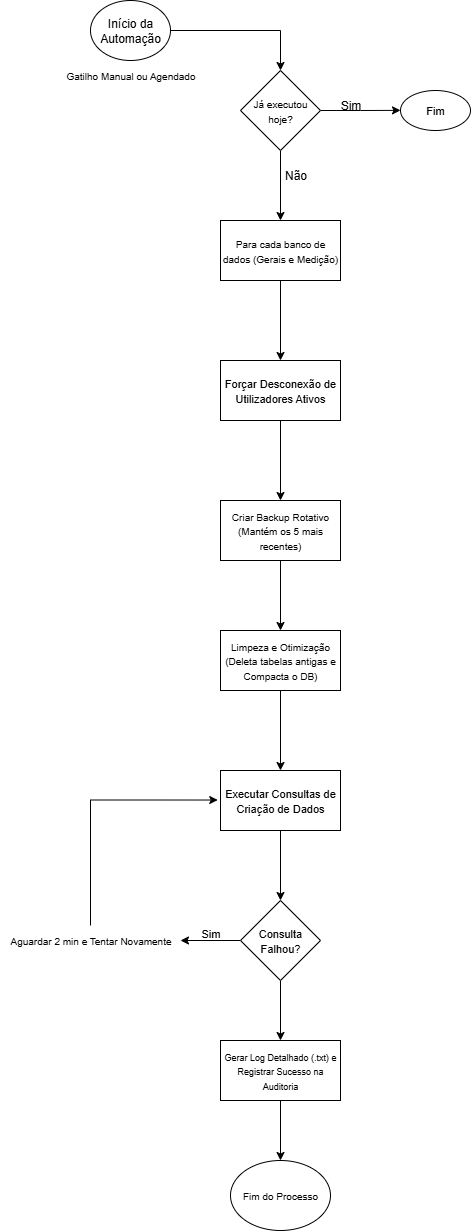 Início da
Automação
Gatilho Manual ou Agendado
Já executou
hoje?
Sim
Fim
Não
Para cada banco de
dados (Gerais e Medição)
Forçar Desconexão de
Utilizadores Ativos
Criar Backup Rotativo
(Mantém os 5 mais
recentes)
Limpeza e Otimização
(Deleta tabelas antigas e
Compacta o DB)
Executar Consultas de
Criação de Dados
Consulta
Falhou?
Sim
Aguardar 2 min e Tentar Novamente
Gerar Log Detalhado (.txt) e
Registrar Sucesso na
Auditoria
Fim do Processo